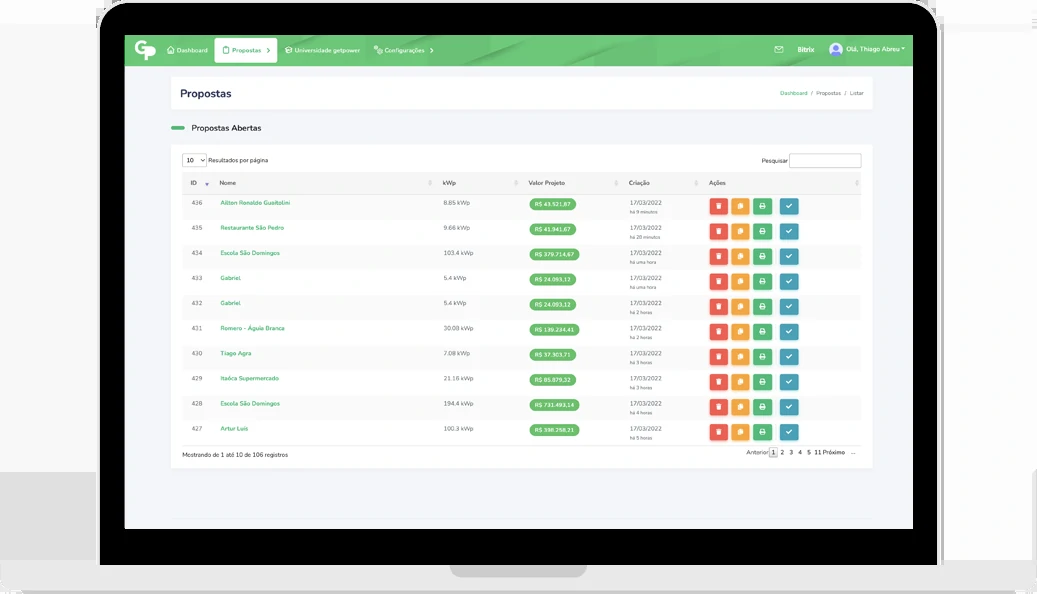 GP
Dashboard Propostas Universidade getpower Configurações Bitrix Olá, Thiago Abreu
Propostas
Dashboard / Propostas / Listar
Propostas Abertas
10 Resultados por página
Pesquisar
ID Nome kWp Valor Projeto Criação Ações
436 Ailton Ronaldo 8.85 kWp R$ 43.521,87 17/03/2022
há 9 minutos
435 Restaurante São Pedro 9.66 kWp R$ 41.941,67 17/03/2022
há 20 minutos
434 Escola São Domingos 103.4 kWp R$ 379.714,67 17/03/2022
há uma hora
433 Gabriel 5.4 kWp R$ 24.093,12 17/03/2022
há uma hora
432 Gabriel 5.4 kWp R$ 24.093,12 17/03/2022
há 2 horas
431 Romero - Águia Branca 30.08 kWp R$ 139.234,41 17/03/2022
há 2 horas
430 Tiago Agra 7.08 kWp R$ 37.303,71 17/03/2022
há 3 horas
429 Itaóca Supermercado 21.16 kWp R$ 85.879,32 17/03/2022
há 3 horas
428 Escola São Domingos 194.4 kWp R$ 731.493,14 17/03/2022
há 4 horas
427 Artur Luis 100.3 kWp R$ 398.258,21 17/03/2022
há 5 horas
Mostrando de 1 até 10 de 106 registros
Anterior 1 2 3 4 5 11 Próximo ...